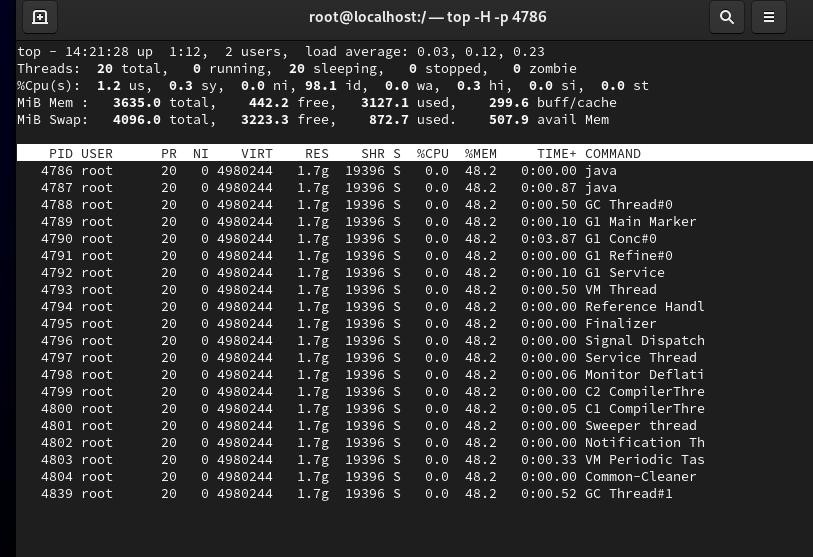 root@localhost:/ — top -H -p 4786
top - 14:21:28 up  1:12,  2 users,  load average: 0.03, 0.12, 0.23
Threads:  20 total,   0 running,  20 sleeping,   0 stopped,   0 zombie
%Cpu(s):  1.2 us,  0.3 sy,  0.0 ni, 98.1 id,  0.0 wa,  0.3 hi,  0.0 si,  0.0 st
MiB Mem :   3635.0 total,    442.2 free,   3127.1 used,    299.6 buff/cache
MiB Swap:   4096.0 total,   3223.3 free,    872.7 used.    507.9 avail Mem
PID USER      PR  NI    VIRT    RES    SHR S  %CPU  %MEM     TIME+ COMMAND
4786 root      20   0 4980244   1.7g  19396 S   0.0  48.2   0:00.00 java
4787 root      20   0 4980244   1.7g  19396 S   0.0  48.2   0:00.87 java
4788 root      20   0 4980244   1.7g  19396 S   0.0  48.2   0:00.50 GC Thread#0
4789 root      20   0 4980244   1.7g  19396 S   0.0  48.2   0:00.10 G1 Main Marker
4790 root      20   0 4980244   1.7g  19396 S   0.0  48.2   0:03.87 G1 Conc#0
4791 root      20   0 4980244   1.7g  19396 S   0.0  48.2   0:00.00 G1 Refine#0
4792 root      20   0 4980244   1.7g  19396 S   0.0  48.2   0:00.10 G1 Service
4793 root      20   0 4980244   1.7g  19396 S   0.0  48.2   0:00.50 VM Thread
4794 root      20   0 4980244   1.7g  19396 S   0.0  48.2   0:00.00 Reference Handl
4795 root      20   0 4980244   1.7g  19396 S   0.0  48.2   0:00.00 Finalizer
4796 root      20   0 4980244   1.7g  19396 S   0.0  48.2   0:00.00 Signal Dispatch
4797 root      20   0 4980244   1.7g  19396 S   0.0  48.2   0:00.00 Service Thread
4798 root      20   0 4980244   1.7g  19396 S   0.0  48.2   0:00.06 Monitor Deflati
4799 root      20   0 4980244   1.7g  19396 S   0.0  48.2   0:00.00 C2 CompilerThre
4800 root      20   0 4980244   1.7g  19396 S   0.0  48.2   0:00.05 C1 CompilerThre
4801 root      20   0 4980244   1.7g  19396 S   0.0  48.2   0:00.00 Sweeper thread
4802 root      20   0 4980244   1.7g  19396 S   0.0  48.2   0:00.00 Notification Th
4803 root      20   0 4980244   1.7g  19396 S   0.0  48.2   0:00.33 VM Periodic Tas
4804 root      20   0 4980244   1.7g  19396 S   0.0  48.2   0:00.00 Common-Cleaner
4839 root      20   0 4980244   1.7g  19396 S   0.0  48.2   0:00.52 GC Thread#1